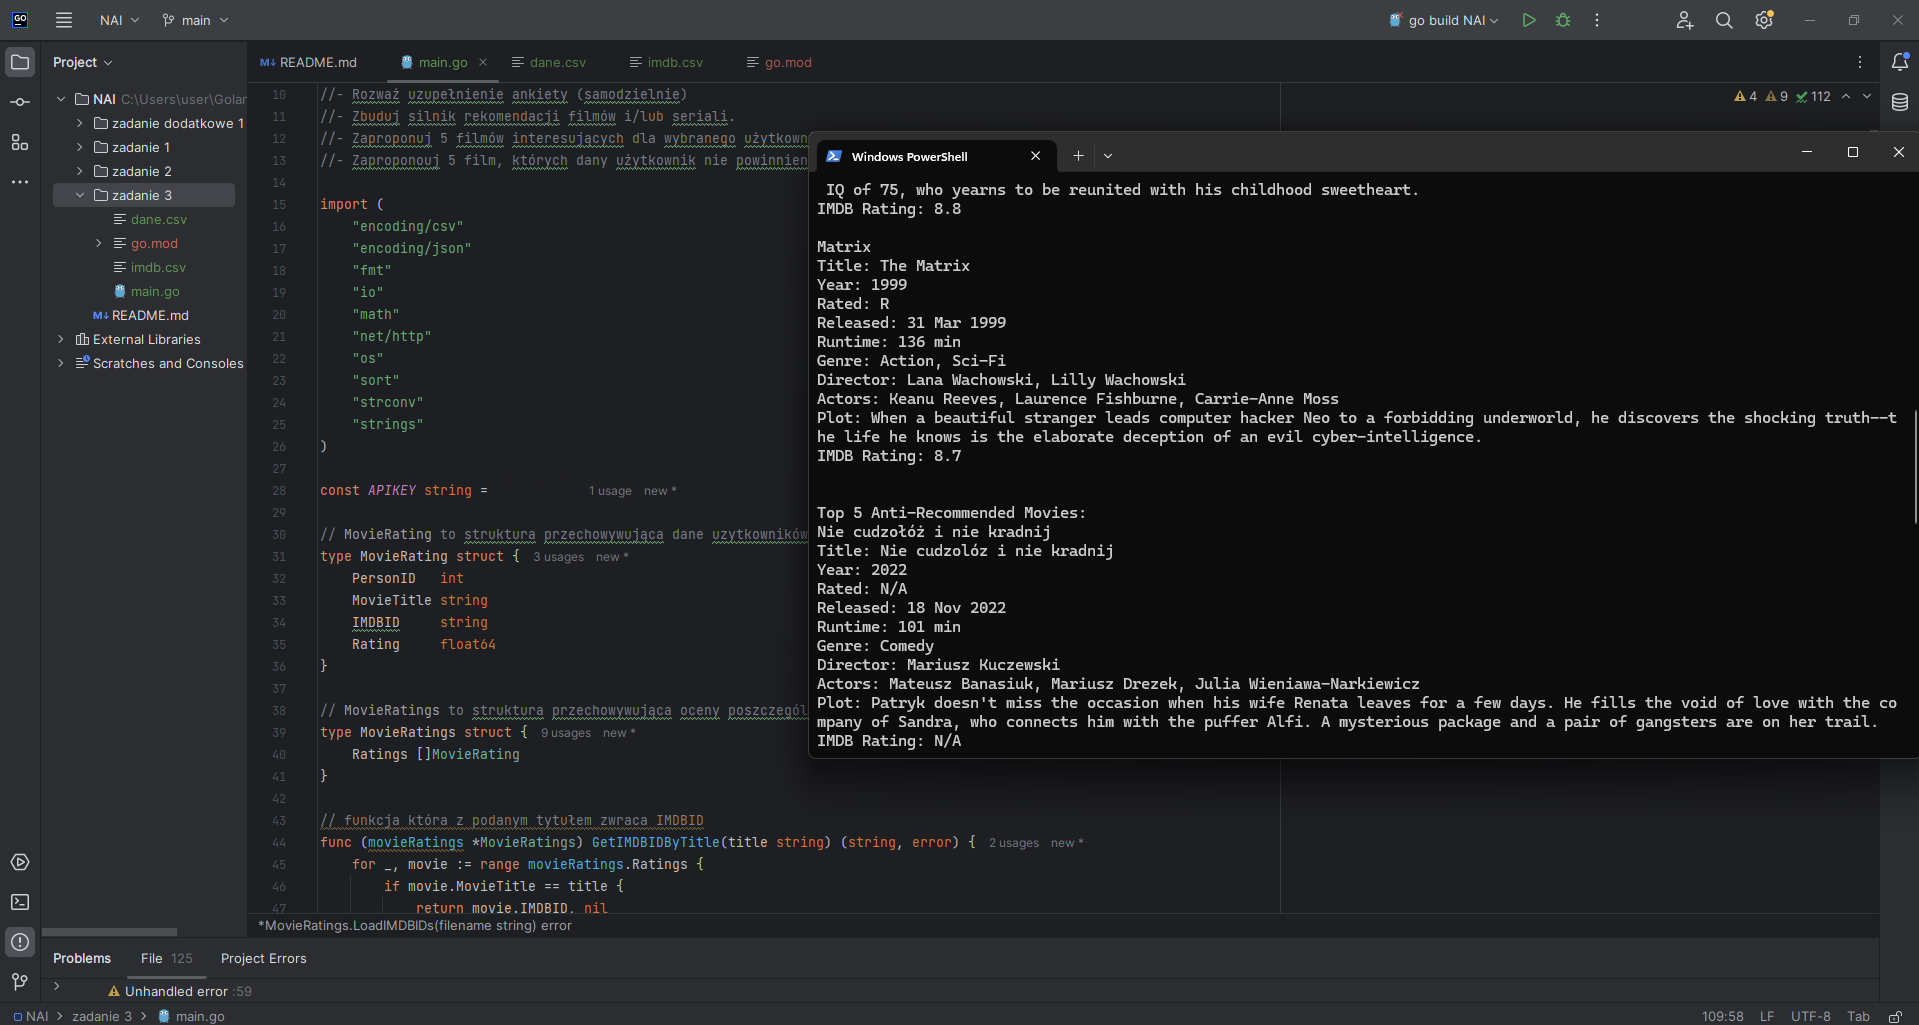 GO
NAI
main
go build NAI
Project
README.md
main.go
dane.csv
imdb.csv
go.mod
NAI C:\Users\user\Golar
zadanie dodatkowe 1
zadanie 1
zadanie 2
zadanie 3
dane.csv
go.mod
imdb.csv
main.go
M↓ README.md
External Libraries
Scratches and Consoles
4 9 112
10 //- Rozważ uzupełnienie ankiety (samodzielnie)
11 //- Zbuduj silnik rekomendacji filmów i/lub seriali.
12 //- Zaproponuj 5 filmów interesujących dla wybranego użytkown
13 //- Zaproponouj 5 film, których dany użytkownik nie powinnien
14
15 import (
16 "encoding/csv"
17 "encoding/json"
18 "fmt"
19 "io"
20 "math"
21 "net/http"
22 "os"
23 "sort"
24 "strconv"
25 "strings"
26 )
27
28 const APIKEY string = 1 usage new *
29
30 // MovieRating to struktura przechowywująca dane uzytkowników
31 type MovieRating struct { 3 usages new *
32 PersonID int
33 MovieTitle string
34 IMDBID string
35 Rating float64
36 }
37
38 // MovieRatings to struktura przechowywująca oceny poszczegól
39 type MovieRatings struct { 9 usages new *
40 Ratings []MovieRating
41 }
42
43 // funkcja która z podanym tytułem zwraca IMDBID
44 func (movieRatings *MovieRatings) GetIMDBIDByTitle(title string) (string, error) { 2 usages new *
45 for _, movie := range movieRatings.Ratings {
46 if movie.MovieTitle == title {
47 return movie.IMDBID, nil
*MovieRatings.LoadIMDBIDs(filename string) error
Windows PowerShell
IQ of 75, who yearns to be reunited with his childhood sweetheart.
IMDB Rating: 8.8
Matrix
Title: The Matrix
Year: 1999
Rated: R
Released: 31 Mar 1999
Runtime: 136 min
Genre: Action, Sci-Fi
Director: Lana Wachowski, Lilly Wachowski
Actors: Keanu Reeves, Laurence Fishburne, Carrie-Anne Moss
Plot: When a beautiful stranger leads computer hacker Neo to a forbidding underworld, he discovers the shocking truth--t
he life he knows is the elaborate deception of an evil cyber-intelligence.
IMDB Rating: 8.7
Top 5 Anti-Recommended Movies:
Nie cudzołóż i nie kradnij
Title: Nie cudzolóz i nie kradnij
Year: 2022
Rated: N/A
Released: 18 Nov 2022
Runtime: 101 min
Genre: Comedy
Director: Mariusz Kuczewski
Actors: Mateusz Banasiuk, Mariusz Drezek, Julia Wieniawa-Narkiewicz
Plot: Patryk doesn't miss the occasion when his wife Renata leaves for a few days. He fills the void of love with the co
mpany of Sandra, who connects him with the puffer Alfi. A mysterious package and a pair of gangsters are on her trail.
IMDB Rating: N/A
Problems File 125 Project Errors
Unhandled error :59
NAI > zadanie 3 > main.go
109:58 LF UTF-8 Tab